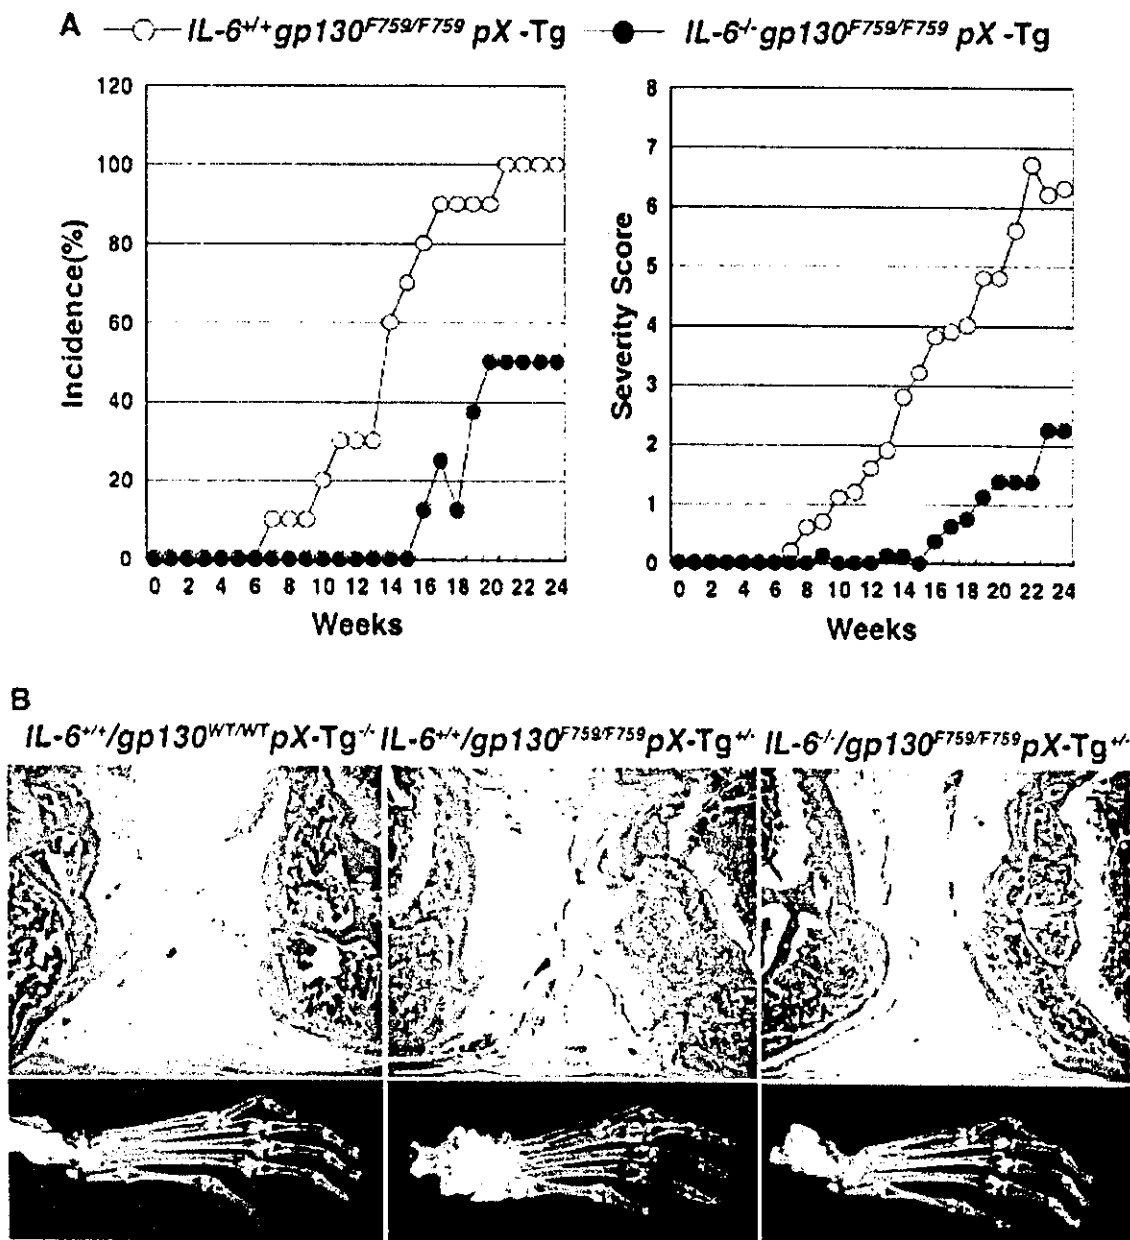 A IL-6+/+gp130F759/F759 pX -Tg IL-6-/-gp130F759/F759 pX -Tg
120
100
80
60
40
20
0
Incidence(%)
0 2 4 6 8 10 12 14 16 18 20 22 24
Weeks
8
7
6
5
4
3
2
1
0
Severity Score
0 2 4 6 8 10 12 14 16 18 20 22 24
Weeks
B
IL-6+/+/gp130WT/WTpX-Tg-/- IL-6+/+/gp130F759/F759pX-Tg+/- IL-6-/-/gp130F759/F759pX-Tg+/-